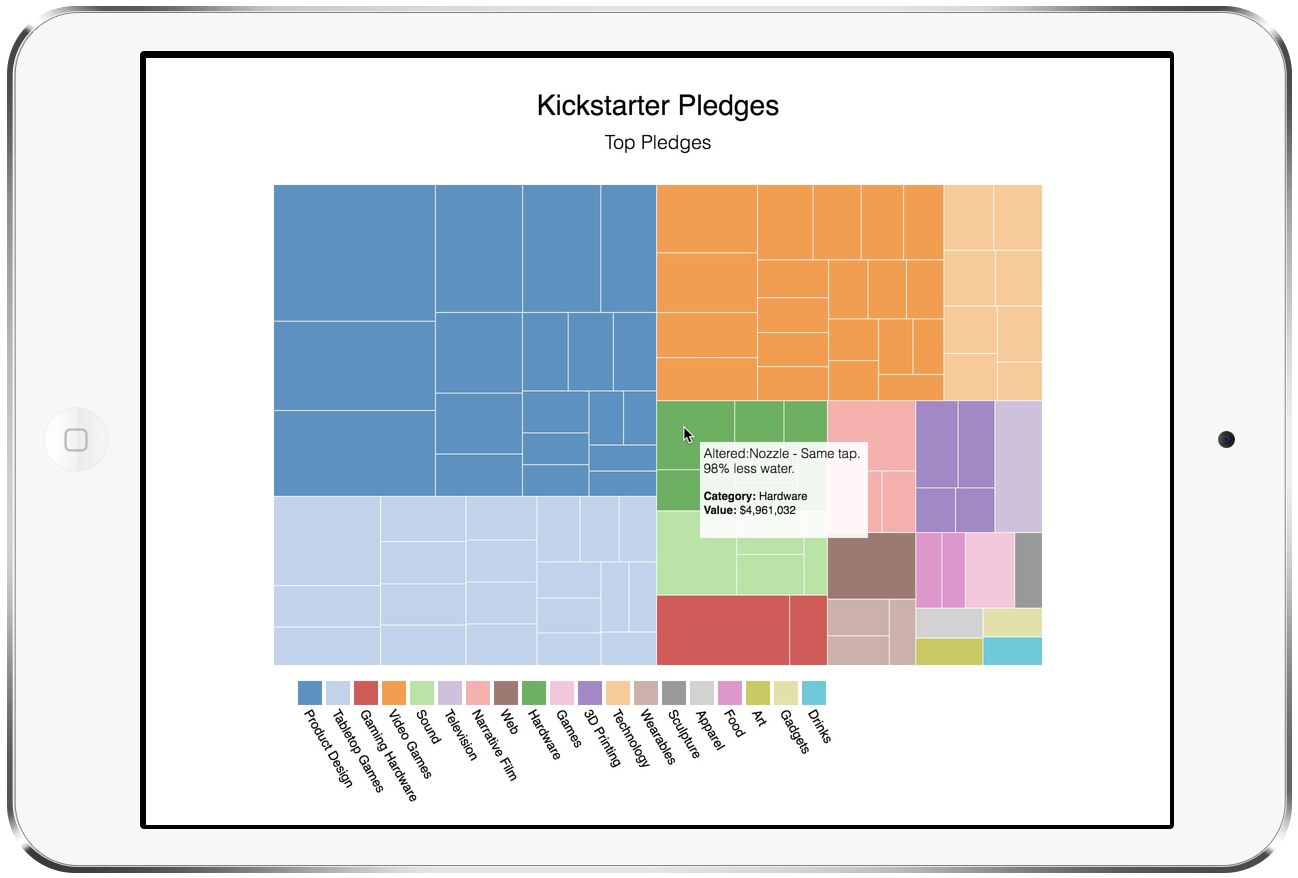 Kickstarter Pledges
Top Pledges
Altered:Nozzle - Same tap.
98% less water.
Category: Hardware
Value: $4,961,032
Product Design
Tabletop Games
Gaming Hardware
Video Games
Sound
Television
Narrative Film
Web
Hardware
Games
3D Printing
Technology
Wearables
Sculpture
Apparel
Food
Art
Gadgets
Drinks